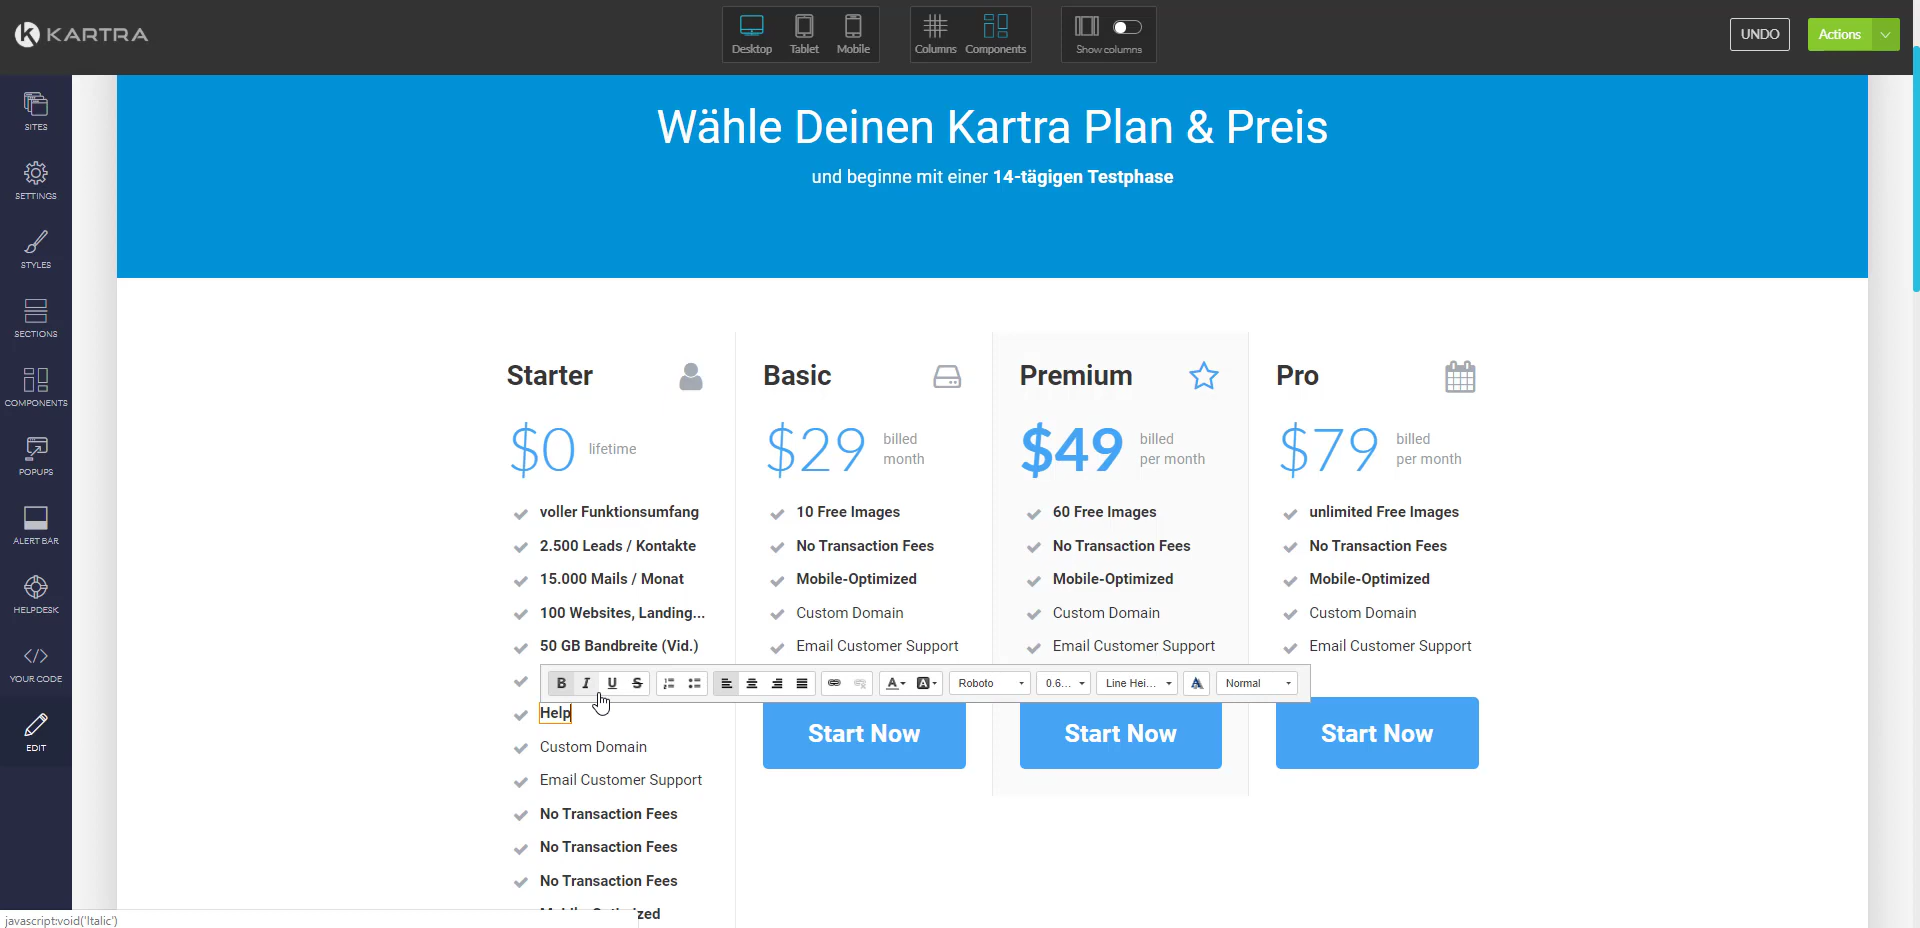 KARTRA
Desktop
Tablet
Mobile
Columns
Components
Show columns
UNDO
Actions
SITES
SETTINGS
STYLES
SECTIONS
COMPONENTS
POPUPS
ALERT BAR
HELPDESK
YOUR CODE
EDIT
Wähle Deinen Kartra Plan & Preis
und beginne mit einer 14-tägigen Testphase
Starter
$0 lifetime
voller Funktionsumfang
2.500 Leads / Kontakte
15.000 Mails / Monat
100 Websites, Landing...
50 GB Bandbreite (Vid.)
Help
Custom Domain
Email Customer Support
No Transaction Fees
No Transaction Fees
No Transaction Fees
Basic
$29 billed
month
10 Free Images
No Transaction Fees
Mobile-Optimized
Custom Domain
Email Customer Support
Start Now
Premium
$49 billed
per month
60 Free Images
No Transaction Fees
Mobile-Optimized
Custom Domain
Email Customer Support
Start Now
Pro
$79 billed
per month
unlimited Free Images
No Transaction Fees
Mobile-Optimized
Custom Domain
Email Customer Support
Start Now
B I U S
A A
Roboto
0.6...
Line Hei...
A
Normal
javascript:void('Italic')